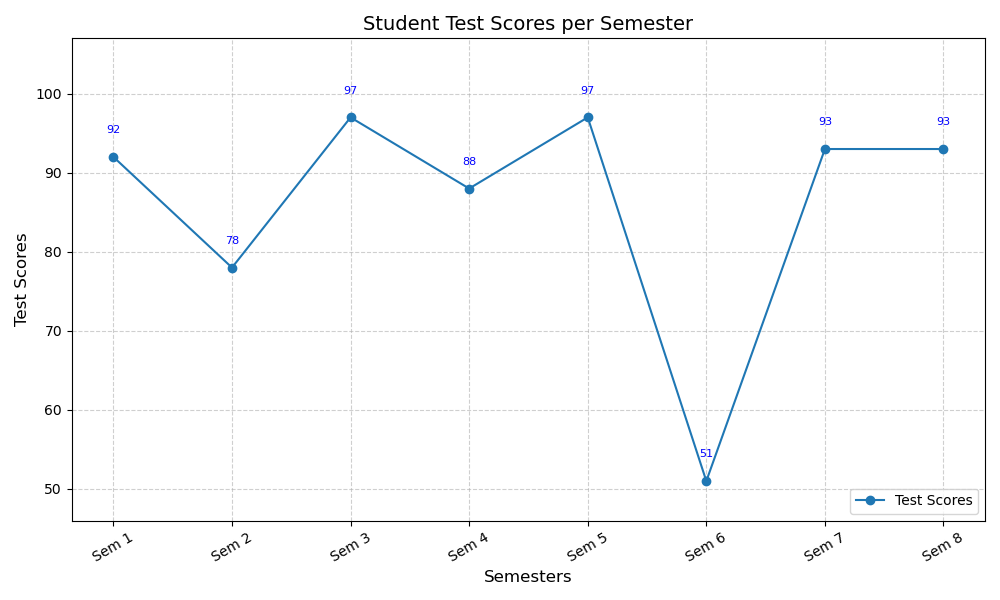 Student Test Scores per Semester
Test Scores
100
90
80
70
60
50
92
78
97
88
97
51
93
93
Test Scores
Sem 1
Sem 2
Sem 3
Sem 4
Sem 5
Sem 6
Sem 7
Sem 8
Semesters